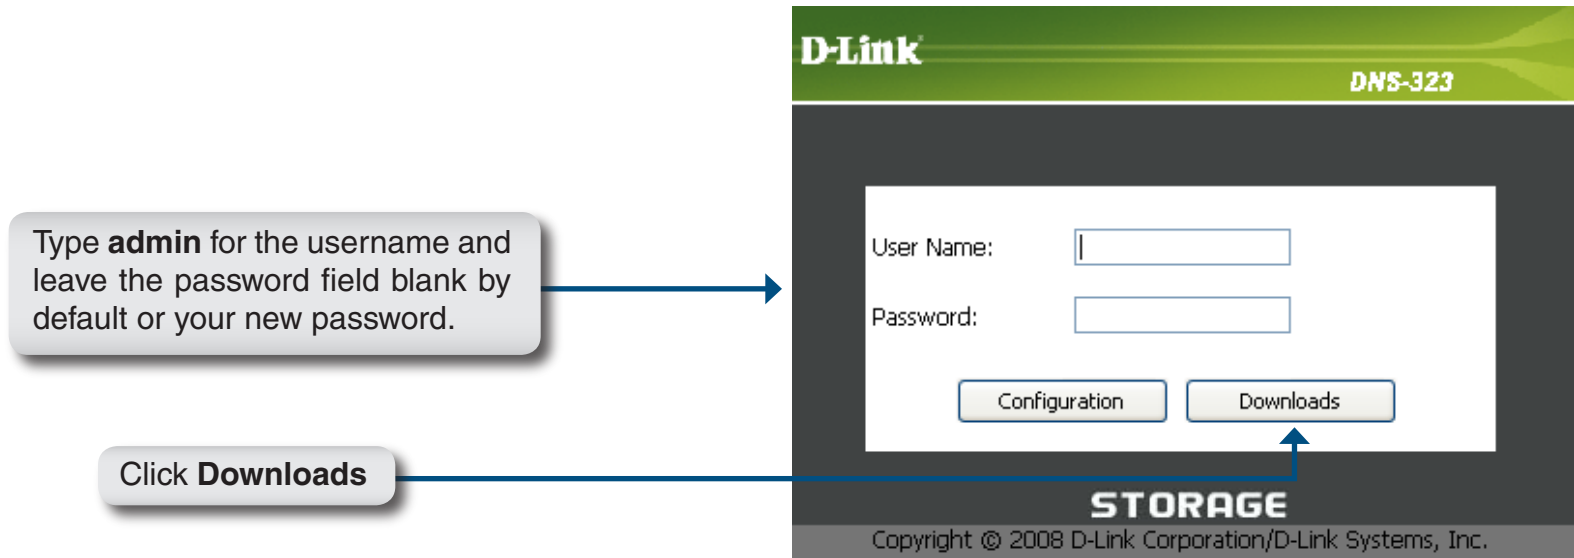 D-Link
DNS-323
Type admin for the username and
leave the password field blank by
default or your new password.
User Name:
Password:
Configuration
Downloads
Click Downloads
STORAGE
Copyright © 2008 D-Link Corporation/D-Link Systems, Inc.